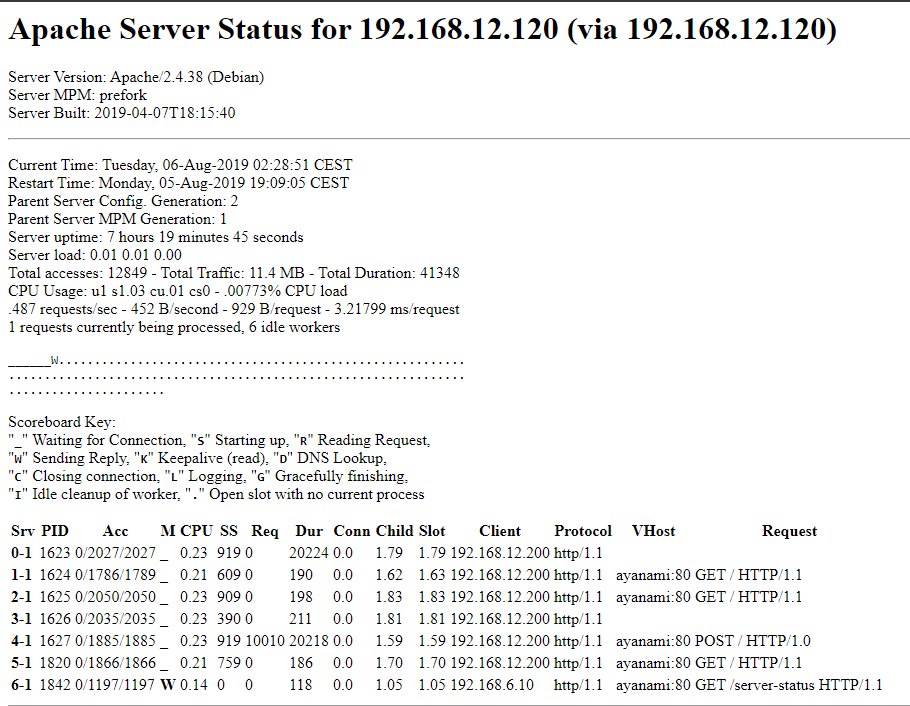 Apache Server Status for 192.168.12.120 (via 192.168.12.120)
Server Version: Apache/2.4.38 (Debian)
Server MPM: prefork
Server Built: 2019-04-07T18:15:40
Current Time: Tuesday, 06-Aug-2019 02:28:51 CEST
Restart Time: Monday, 05-Aug-2019 19:09:05 CEST
Parent Server Config. Generation: 2
Parent Server MPM Generation: 1
Server uptime: 7 hours 19 minutes 45 seconds
Server load: 0.01 0.01 0.00
Total accesses: 12849 - Total Traffic: 11.4 MB - Total Duration: 41348
CPU Usage: u1 s1.03 cu.01 cs0 - .00773% CPU load
.487 requests/sec - 452 B/second - 929 B/request - 3.21799 ms/request
1 requests currently being processed, 6 idle workers
______W.........................................................
................................................................
......................
Scoreboard Key:
"_" Waiting for Connection, "S" Starting up, "R" Reading Request,
"W" Sending Reply, "K" Keepalive (read), "D" DNS Lookup,
"C" Closing connection, "L" Logging, "G" Gracefully finishing,
"I" Idle cleanup of worker, "." Open slot with no current process
Srv PID Acc M CPU SS Req Dur Conn Child Slot Client Protocol VHost Request
0-1 1623 0/2027/2027 _ 0.23 919 0 20224 0.0 1.79 1.79 192.168.12.200 http/1.1
1-1 1624 0/1786/1789 _ 0.21 609 0 190 0.0 1.62 1.63 192.168.12.200 http/1.1 ayanami:80 GET / HTTP/1.1
2-1 1625 0/2050/2050 _ 0.23 909 0 198 0.0 1.83 1.83 192.168.12.200 http/1.1 ayanami:80 GET / HTTP/1.1
3-1 1626 0/2035/2035 _ 0.23 390 0 211 0.0 1.81 1.81 192.168.12.200 http/1.1
4-1 1627 0/1885/1885 _ 0.23 919 10010 20218 0.0 1.59 1.59 192.168.12.200 http/1.1 ayanami:80 POST / HTTP/1.0
5-1 1820 0/1866/1866 _ 0.21 759 0 186 0.0 1.70 1.70 192.168.12.200 http/1.1 ayanami:80 GET / HTTP/1.1
6-1 1842 0/1197/1197 W 0.14 0 0 118 0.0 1.05 1.05 192.168.6.10 http/1.1 ayanami:80 GET /server-status HTTP/1.1